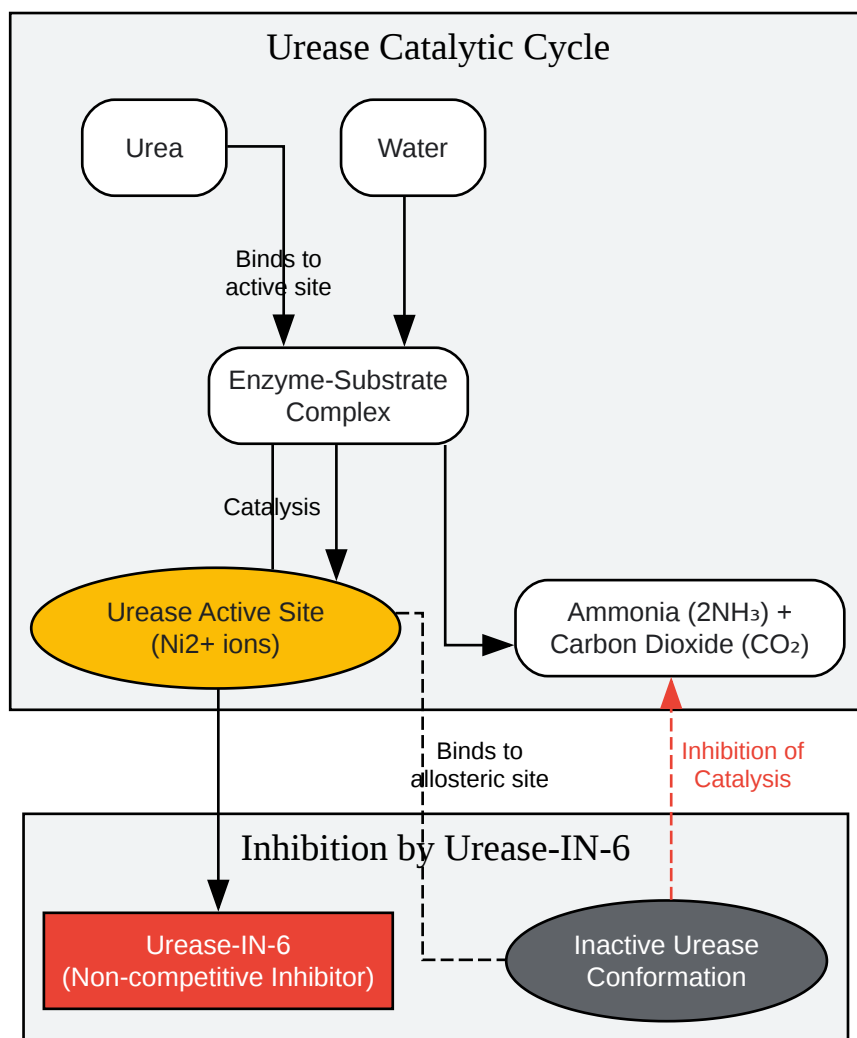 Urease Catalytic Cycle
Urea
Water
Binds to
active site
Enzyme-Substrate
Complex
Catalysis
Urease Active Site
(Ni2+ ions)
Ammonia (2NH₃) +
Carbon Dioxide (CO₂)
Binds to
allosteric site
Inhibition of
Catalysis
Inhibition by Urease-IN-6
Urease-IN-6
(Non-competitive Inhibitor)
Inactive Urease
Conformation